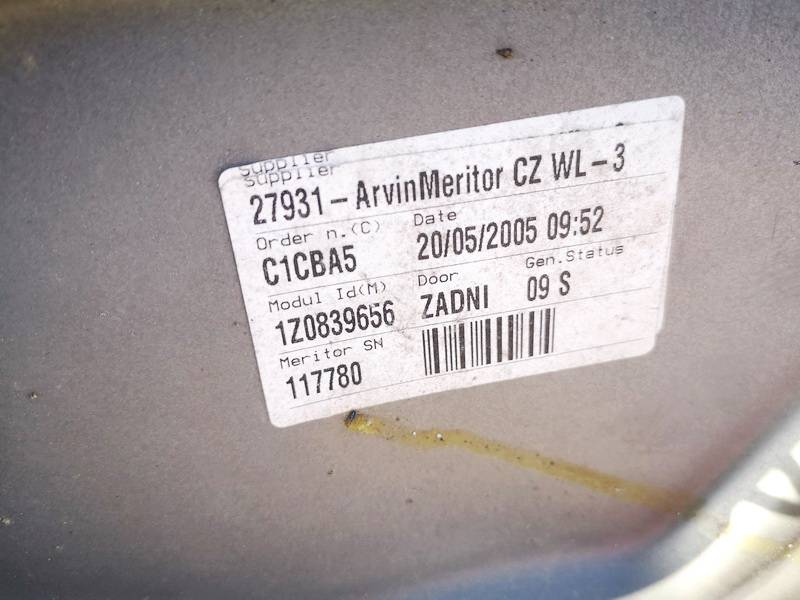 supplier
supplier
27931-ArvinMeritor CZ WL-3
Order n.(C) Date
C1CBA5 20/05/2005 09:52
Modul Id(M) Door Gen.Status
1Z0839656 ZADNI 09 S
Meritor SN
117780